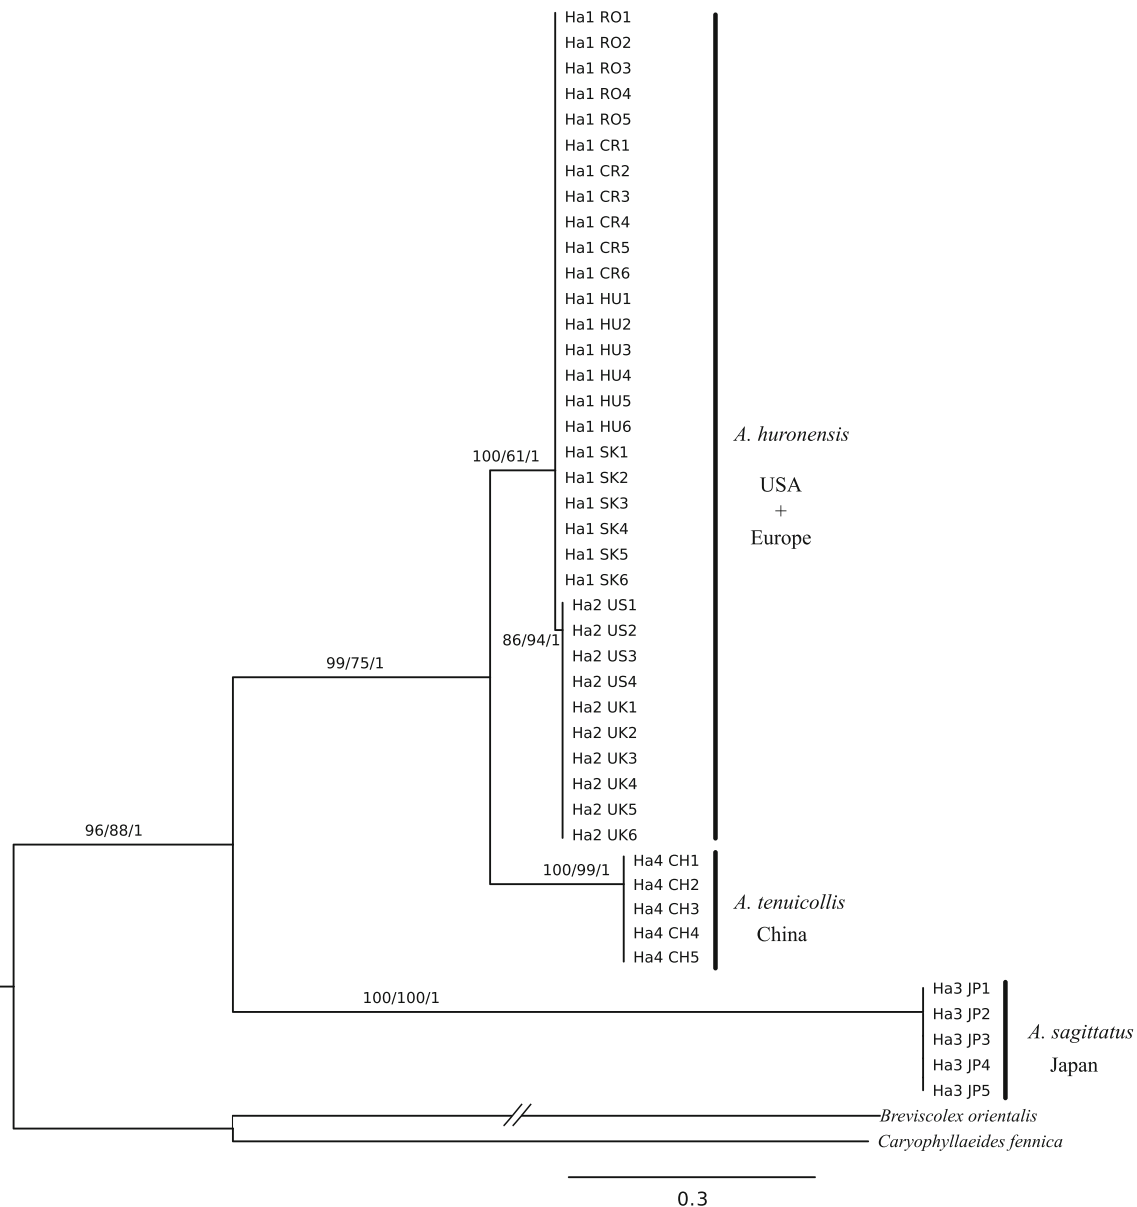 Ha1 RO1
Ha1 RO2
Ha1 RO3
Ha1 RO4
Ha1 RO5
Ha1 CR1
Ha1 CR2
Ha1 CR3
Ha1 CR4
Ha1 CR5
Ha1 CR6
Ha1 HU1
Ha1 HU2
Ha1 HU3
Ha1 HU4
Ha1 HU5
Ha1 HU6
A. huronensis
Ha1 SK1
100/61/1
Ha1 SK2
USA
Ha1 SK3
+
Ha1 SK4
Europe
Ha1 SK5
Ha1 SK6
Ha2 US1
Ha2 US2
86/94/1
Ha2 US3
99/75/1
Ha2 US4
Ha2 UK1
Ha2 UK2
Ha2 UK3
Ha2 UK4
Ha2 UK5
96/88/1
Ha2 UK6
Ha4 CH1
100/99/1
Ha4 CH2
A. tenuicollis
Ha4 CH3
Ha4 CH4
China
Ha4 CH5
Ha3 JP1
100/100/1
Ha3 JP2
A. sagittatus
Ha3 JP3
Ha3 JP4
Japan
Ha3 JP5
Breviscolex orientalis
Caryophyllaeides fennica
0.3